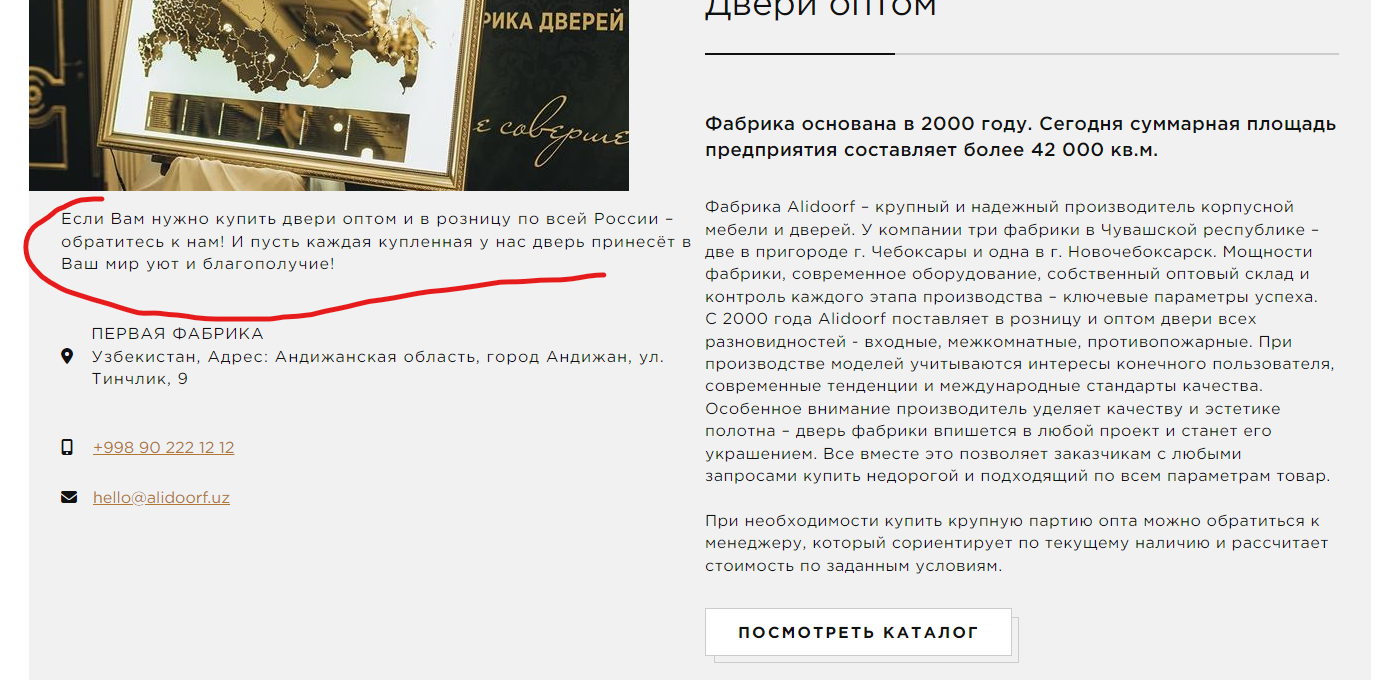 РИКА ДВЕРЕЙ
е соверше
Если Вам нужно купить двери оптом и в розницу по всей России –
обратитесь к нам! И пусть каждая купленная у нас дверь принесёт в
Ваш мир уют и благополучие!
ПЕРВАЯ ФАБРИКА
Узбекистан, Адрес: Андижанская область, город Андижан, ул.
Тинчлик, 9
+998 90 222 12 12
hello@alidoorf.uz
Двери оптом
Фабрика основана в 2000 году. Сегодня суммарная площадь
предприятия составляет более 42 000 кв.м.
Фабрика Alidoorf – крупный и надежный производитель корпусной
мебели и дверей. У компании три фабрики в Чувашской республике –
две в пригороде г. Чебоксары и одна в г. Новочебоксарск. Мощности
фабрики, современное оборудование, собственный оптовый склад и
контроль каждого этапа производства – ключевые параметры успеха.
С 2000 года Alidoorf поставляет в розницу и оптом двери всех
разновидностей - входные, межкомнатные, противопожарные. При
производстве моделей учитываются интересы конечного пользователя,
современные тенденции и международные стандарты качества.
Особенное внимание производитель уделяет качеству и эстетике
полотна – дверь фабрики впишется в любой проект и станет его
украшением. Все вместе это позволяет заказчикам с любыми
запросами купить недорогой и подходящий по всем параметрам товар.
При необходимости купить крупную партию опта можно обратиться к
менеджеру, который сориентирует по текущему наличию и рассчитает
стоимость по заданным условиям.
ПОСМОТРЕТЬ КАТАЛОГ